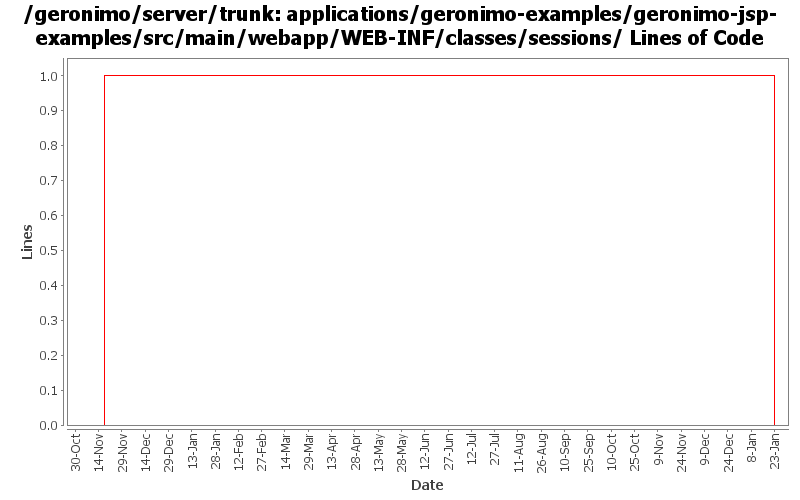 /geronimo/server/trunk: applications/geronimo-examples/geronimo-jsp-
examples/src/main/webapp/WEB-INF/classes/sessions/ Lines of Code
1.0
0.9
0.8
0.7
0.6
0.5
0.4
0.3
0.2
0.1
0.0
Lines
30-Oct
14-Nov
29-Nov
14-Dec
29-Dec
13-Jan
28-Jan
12-Feb
27-Feb
14-Mar
29-Mar
13-Apr
28-Apr
13-May
28-May
12-Jun
27-Jun
12-Jul
27-Jul
11-Aug
26-Aug
10-Sep
25-Sep
10-Oct
25-Oct
9-Nov
24-Nov
9-Dec
24-Dec
8-Jan
23-Jan
Date